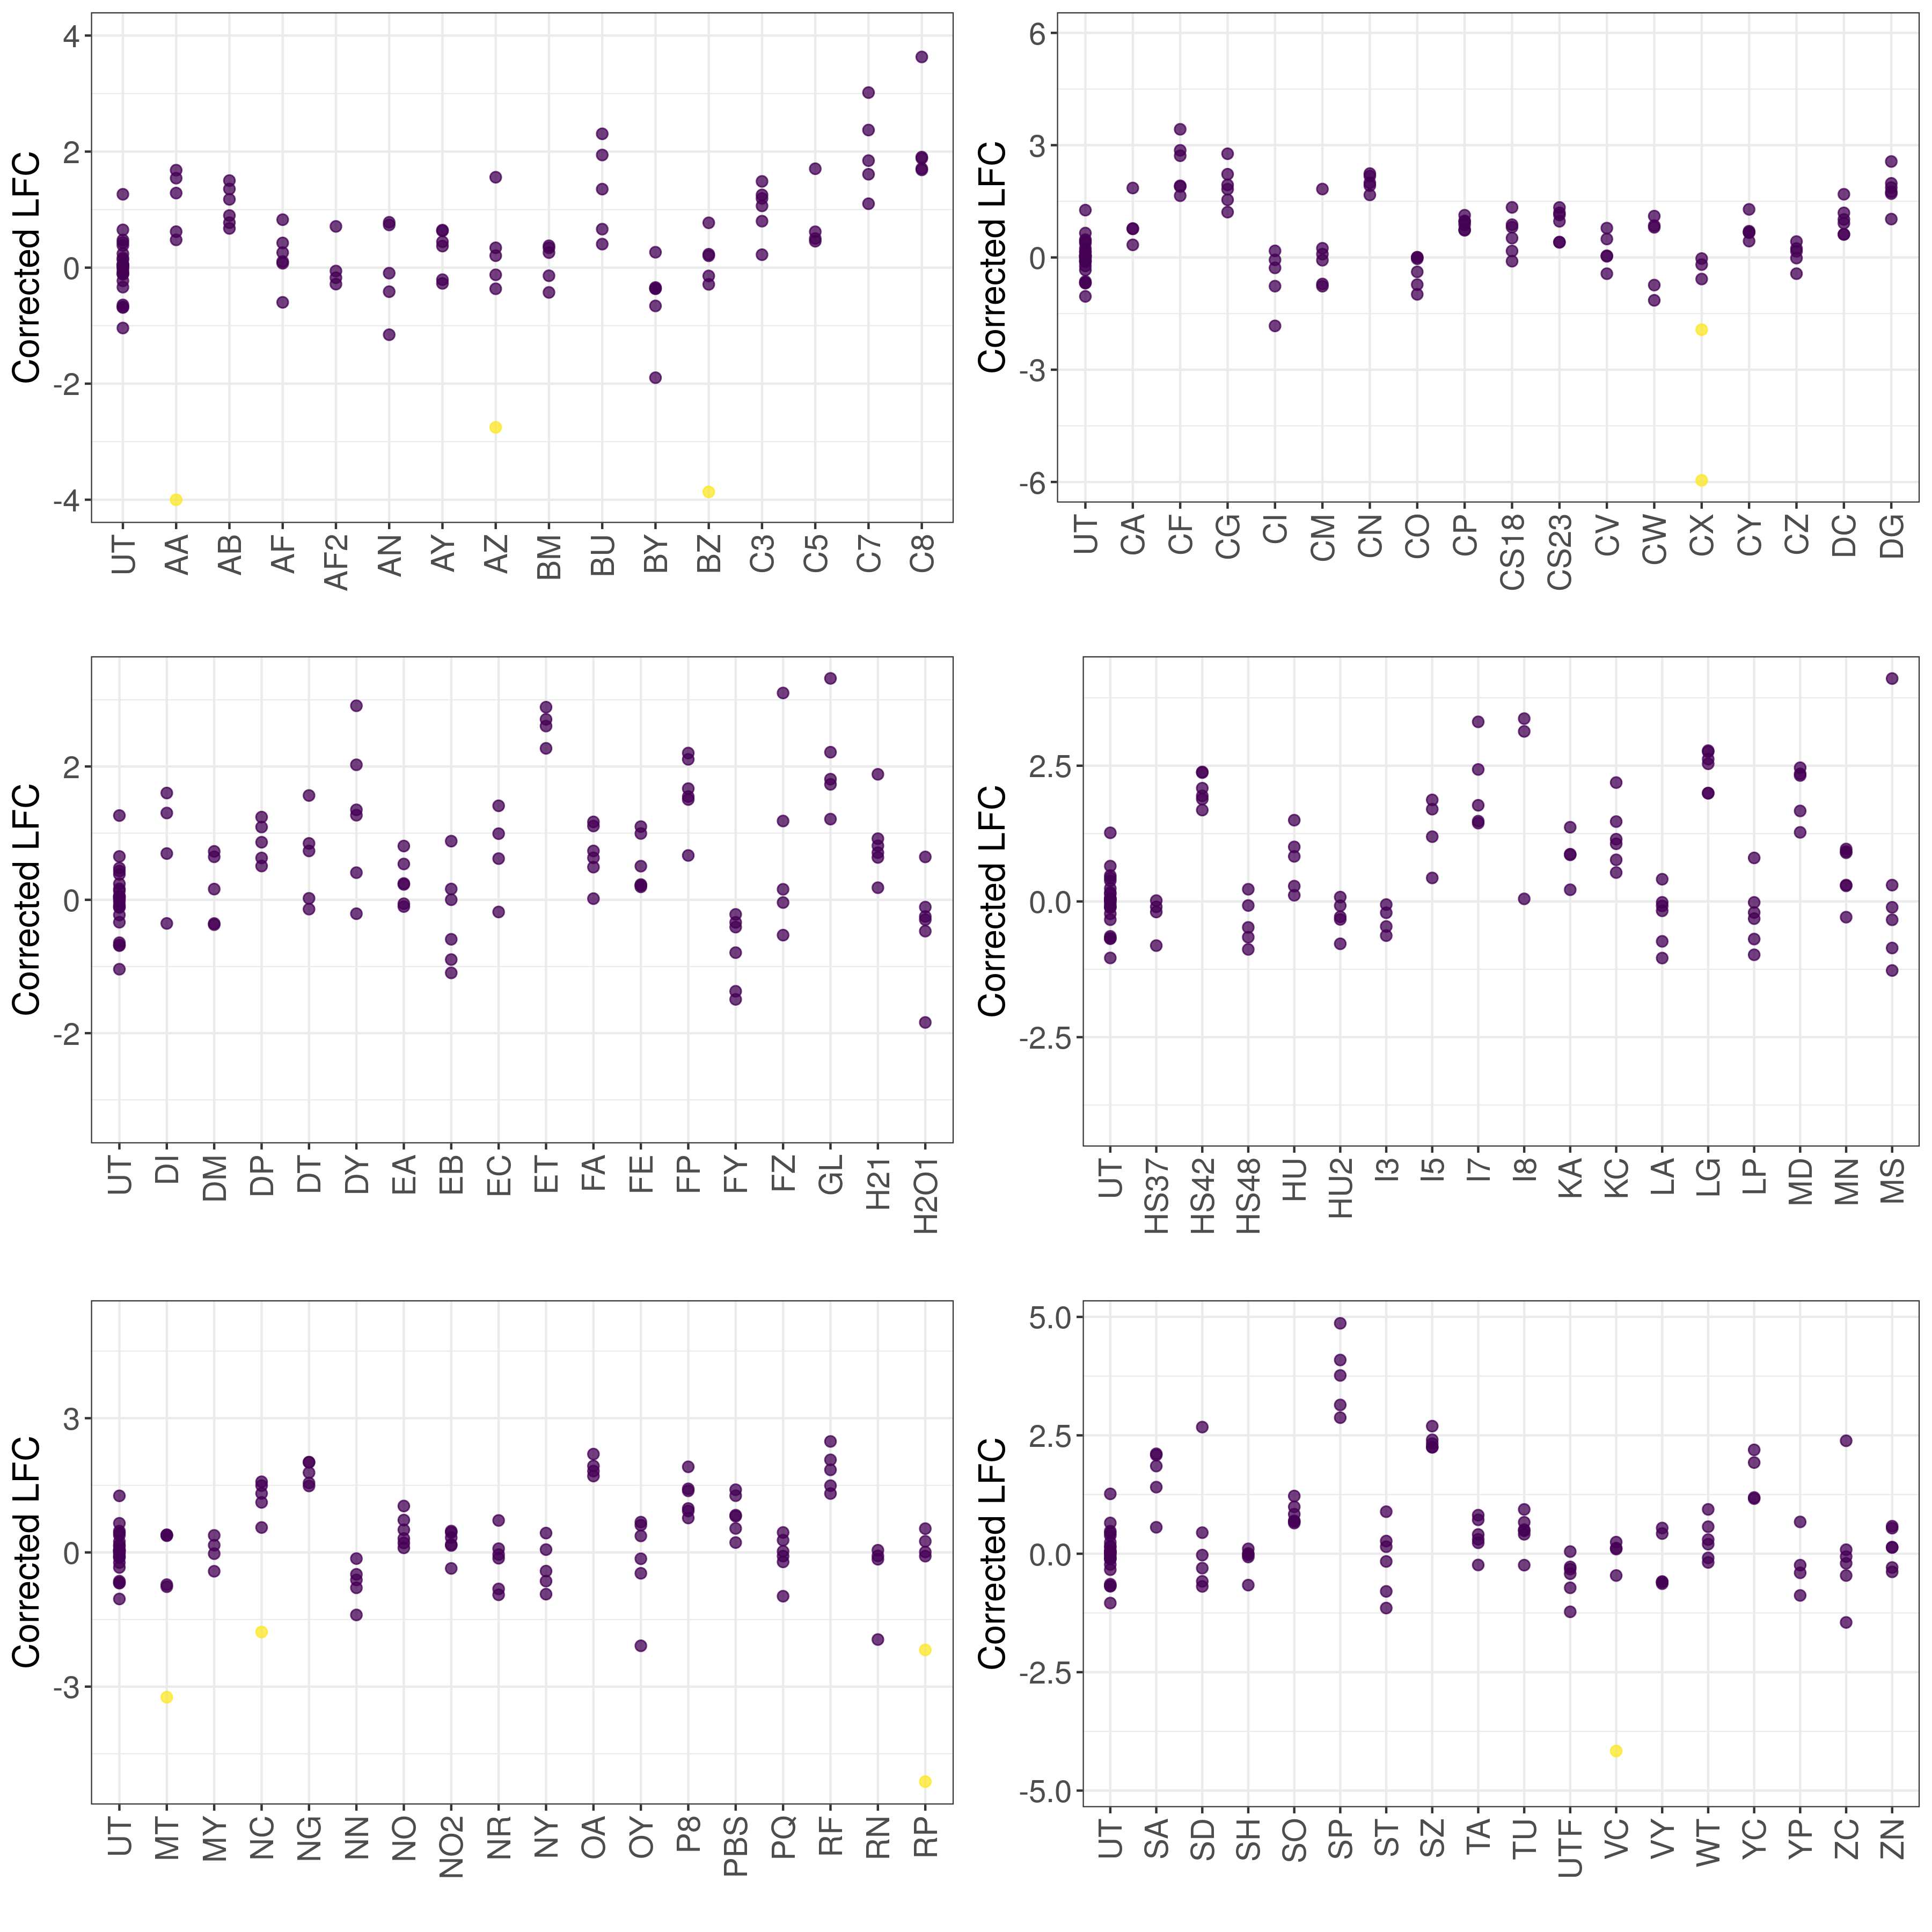 Corrected LFC
4
2
0
-2
-4
UT AA AB AF AF2 AN AY AZ BM BU BY BZ C3 C5 C7 C8
Corrected LFC
6
3
0
-3
-6
UT CA CF CG CI CM CN CO CP CS18 CS23 CV CW CX CY CZ DC DG
Corrected LFC
2
0
-2
UT DI DM DP DT DY EA EB EC ET FA FE FP FY FZ GL H21 H2O1
Corrected LFC
2.5
0.0
-2.5
UT HS37 HS42 HS48 HU HU2 I3 I5 I7 I8 KA KC LA LG LP MD MN MS
Corrected LFC
3
0
-3
UT MT MY NC NG NN NO NO2 NR NY OA OY P8 PBS PQ RF RN RP
Corrected LFC
5.0
2.5
0.0
-2.5
-5.0
UT SA SD SH SO SP ST SZ TA TU UTF VC VY WT YC YP ZC ZN